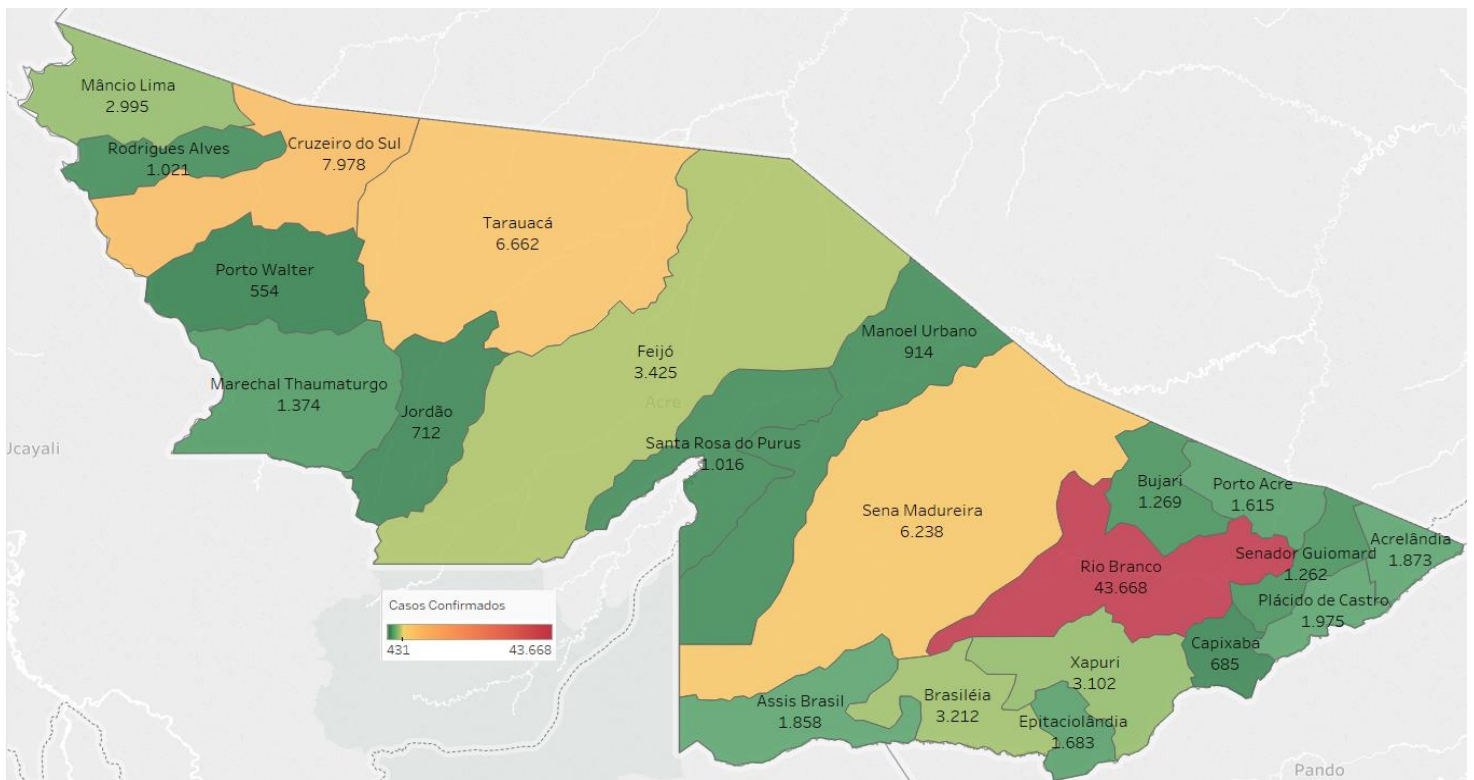 Mâncio Lima
2.995
Rodrigues Alves
1.021
Cruzeiro do Sul
7.978
Tarauacá
6.662
Porto Walter
554
Marechal Thaumaturgo
1.374
Jordão
712
Feijó
3.425
Acre
Manoel Urbano
914
Santa Rosa do Purus
1.016
Sena Madureira
6.238
Bujari
1.269
Porto Acre
1.615
Rio Branco
43.668
Senador Guiomard
1.262
Acrelândia
1.873
Plácido de Castro
1.975
Capixaba
685
Xapuri
3.102
Assis Brasil
1.858
Brasiléia
3.212
Epitaciolândia
1.683
Casos Confirmados
431 43.668
Ucayali
Pando